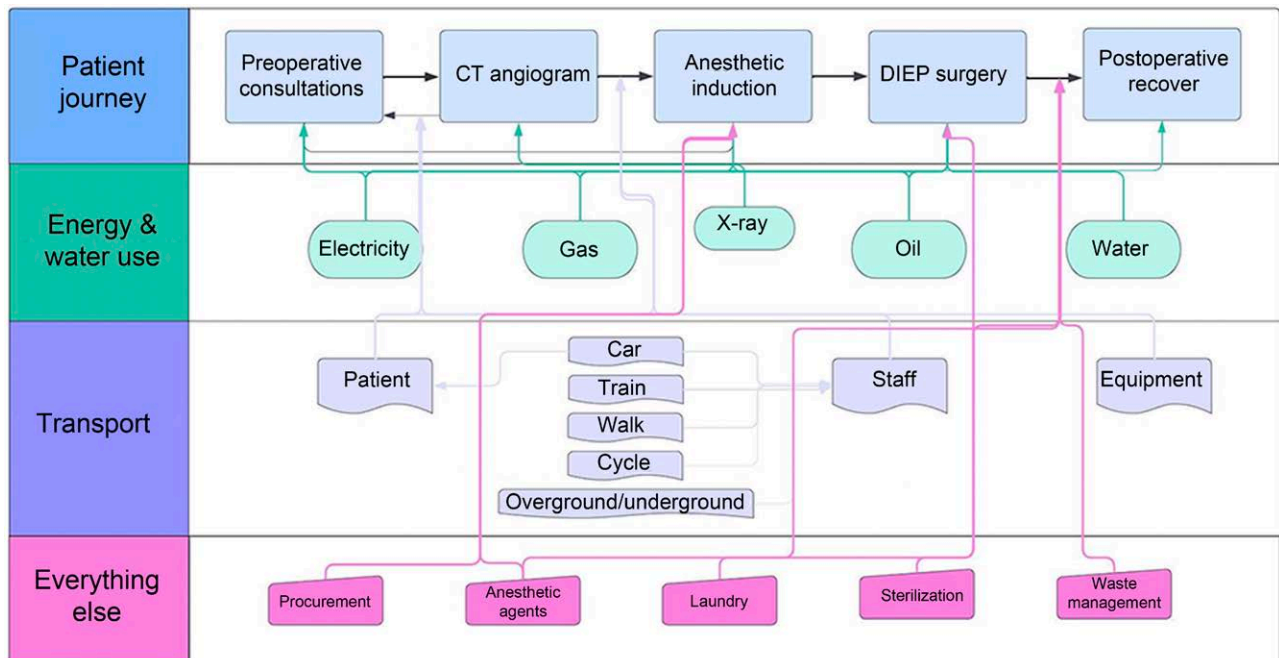 Patient
journey
Preoperative
consultations
CT angiogram
Anesthetic
induction
DIEP surgery
Postoperative
recover
Energy &
water use
Electricity
Gas
X-ray
Oil
Water
Transport
Patient
Car
Train
Walk
Cycle
Overground/underground
Staff
Equipment
Everything
else
Procurement
Anesthetic
agents
Laundry
Sterilization
Waste
management